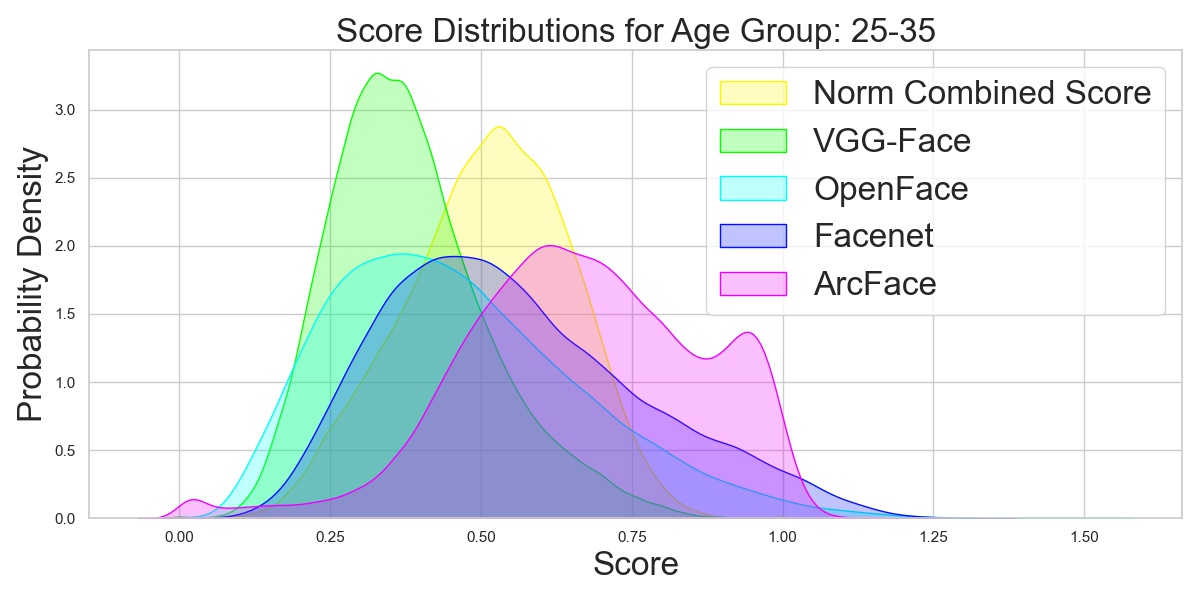 Score Distributions for Age Group: 25-35
Norm Combined Score
VGG-Face
OpenFace
Facenet
ArcFace
Probability Density
3.0
2.5
2.0
1.5
1.0
0.5
0.0
0.00 0.25 0.50 0.75 1.00 1.25 1.50
Score